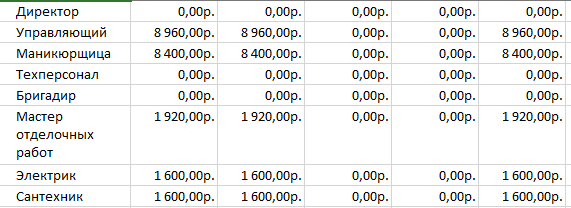 Директор 0,00р. 0,00р. 0,00р. 0,00р. 0,00р.
Управляющий 8 960,00р. 8 960,00р. 0,00р. 0,00р. 8 960,00р.
Маникюрщица 8 400,00р. 8 400,00р. 0,00р. 0,00р. 8 400,00р.
Техперсонал 0,00р. 0,00р. 0,00р. 0,00р. 0,00р.
Бригадир 0,00р. 0,00р. 0,00р. 0,00р. 0,00р.
Мастер 1 920,00р. 1 920,00р. 0,00р. 0,00р. 1 920,00р.
отделочных
работ
Электрик 1 600,00р. 1 600,00р. 0,00р. 0,00р. 1 600,00р.
Сантехник 1 600,00р. 1 600,00р. 0,00р. 0,00р. 1 600,00р.